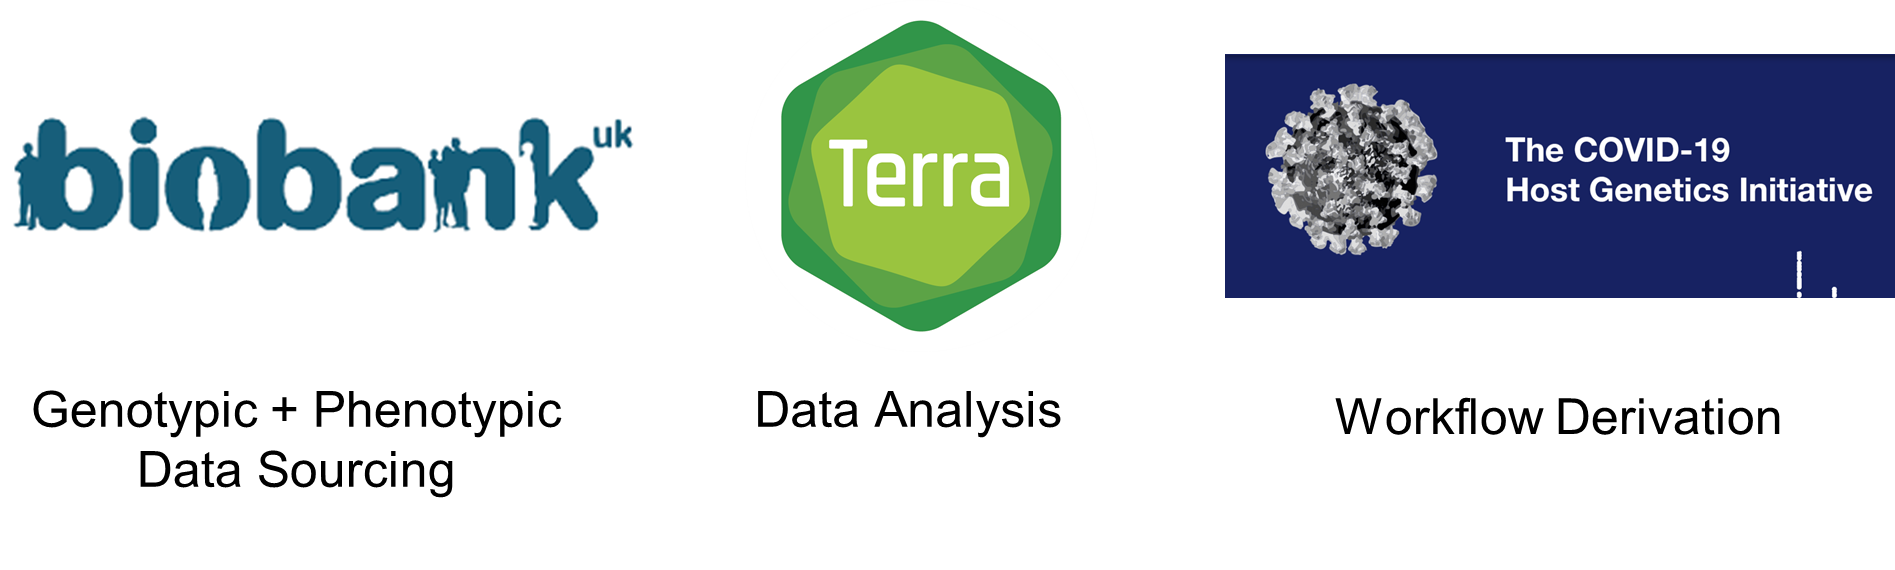 biobank uk
Terra
The COVID-19
Host Genetics Initiative
Genotypic + Phenotypic
Data Sourcing
Data Analysis
Workflow Derivation